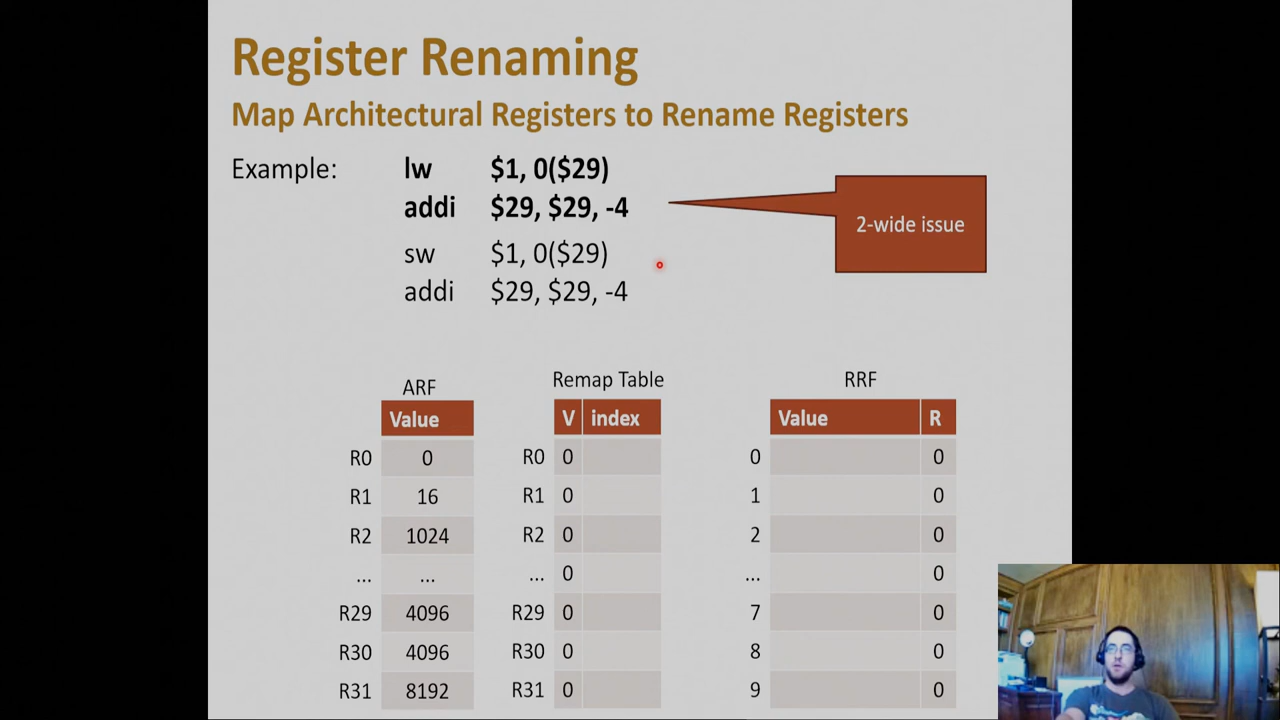 Register Renaming
Map Architectural Registers to Rename Registers
Example: lw $1, 0($29)
addi $29, $29, -4
sw $1, 0($29)
addi $29, $29, -4
2-wide issue
ARF
Value
R0 0
R1 16
R2 1024
... ...
R29 4096
R30 4096
R31 8192
Remap Table
V index
R0 0
R1 0
R2 0
... 0
R29 0
R30 0
R31 0
RRF
Value R
0 0
1 0
2 0
... 0
7 0
8 0
9 0